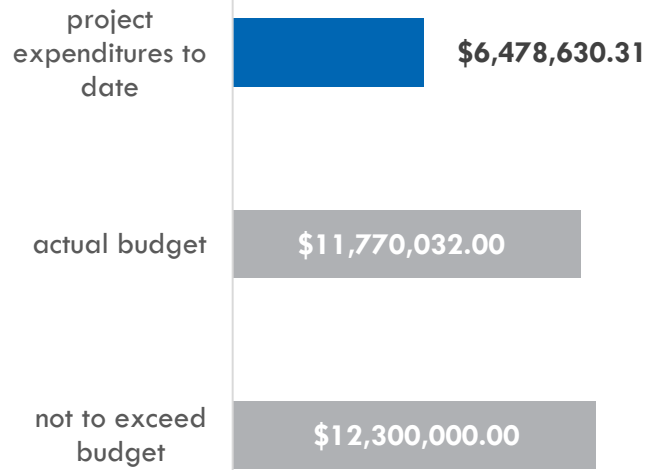 project
expenditures to
date
$6,478,630.31
actual budget
$11,770,032.00
not to exceed
budget
$12,300,000.00